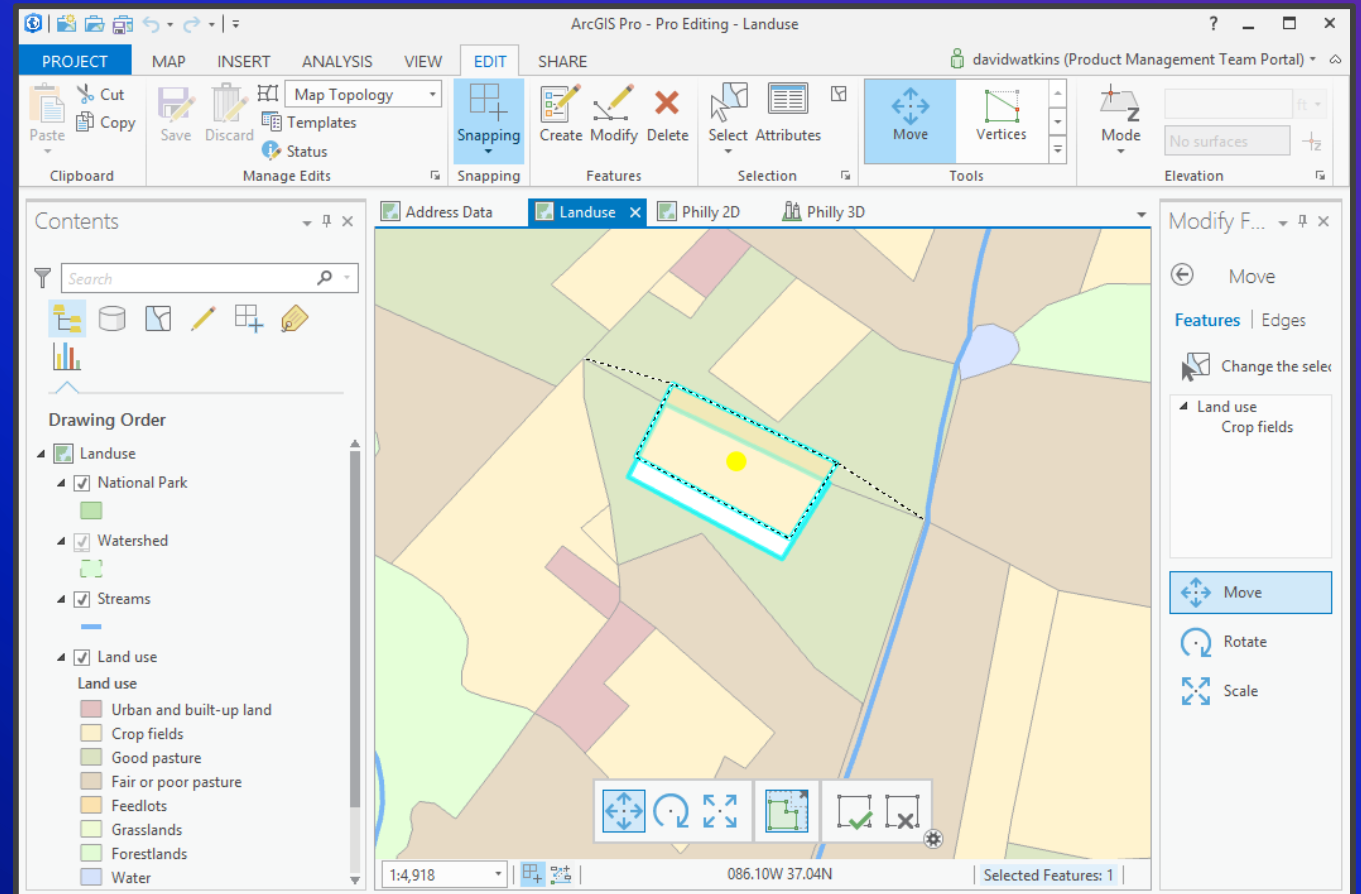 ArcGIS Pro - Pro Editing - Landuse
?
PROJECT MAP INSERT ANALYSIS VIEW EDIT SHARE davidwatkins (Product Management Team Portal)
Paste
Cut
Copy
Clipboard
Save
Discard
Map Topology
Templates
Status
Manage Edits
Snapping
Snapping
Create Modify Delete
Features
Select Attributes
Selection
Move
Vertices
Tools
Mode
ft
No surfaces
Elevation
Contents
Search
Drawing Order
Landuse
National Park
Watershed
Streams
Land use
Land use
Urban and built-up land
Crop fields
Good pasture
Fair or poor pasture
Feedlots
Grasslands
Forestlands
Water
Address Data Landuse Philly 2D Philly 3D
1:4,918 086.10W 37.04N Selected Features: 1
Modify F...
Move
Features | Edges
Change the selec
Land use
Crop fields
Move
Rotate
Scale